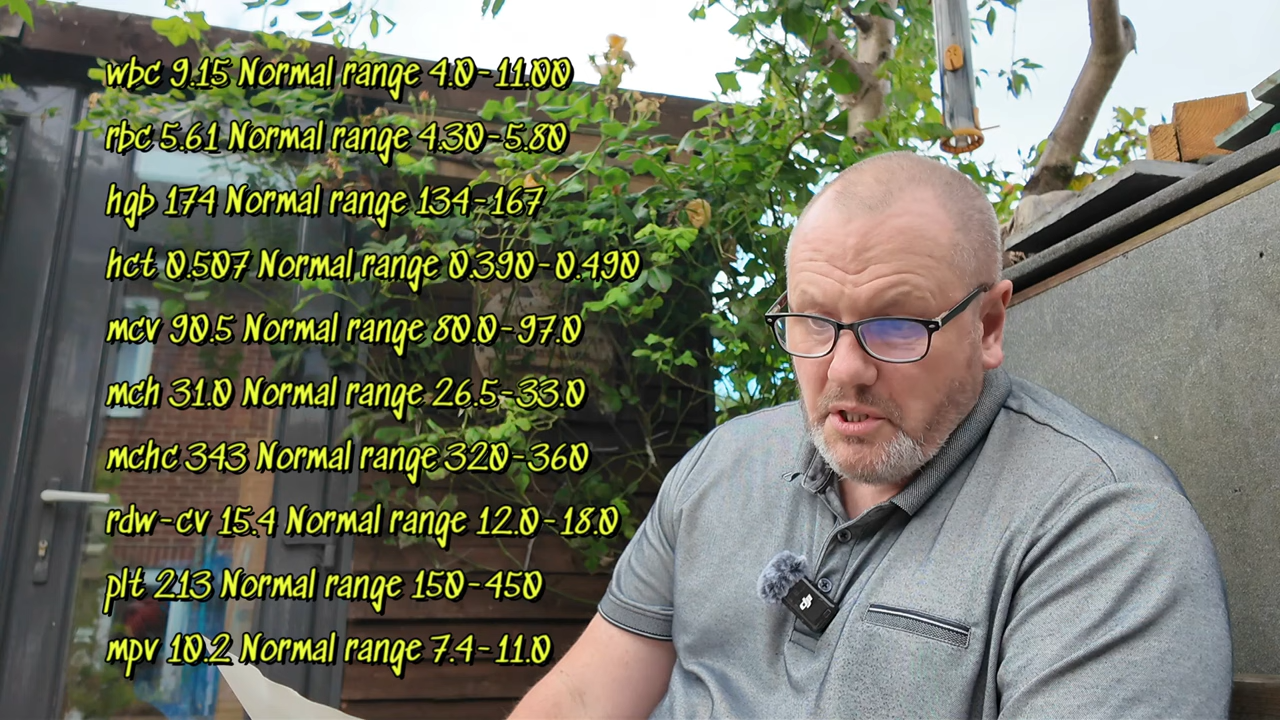 wbc 9.15 Normal range 4.0-11.00
rbc 5.61 Normal range 4.30-5.80
hgb 174 Normal range 134-167
hct 0.507 Normal range 0.390-0.490
mcv 90.5 Normal range 80.0-97.0
mch 31.0 Normal range 26.5-33.0
mchc 343 Normal range 320-360
rdw-cv 15.4 Normal range 12.0-18.0
plt 213 Normal range 150-450
mpv 10.2 Normal range 7.4-11.0